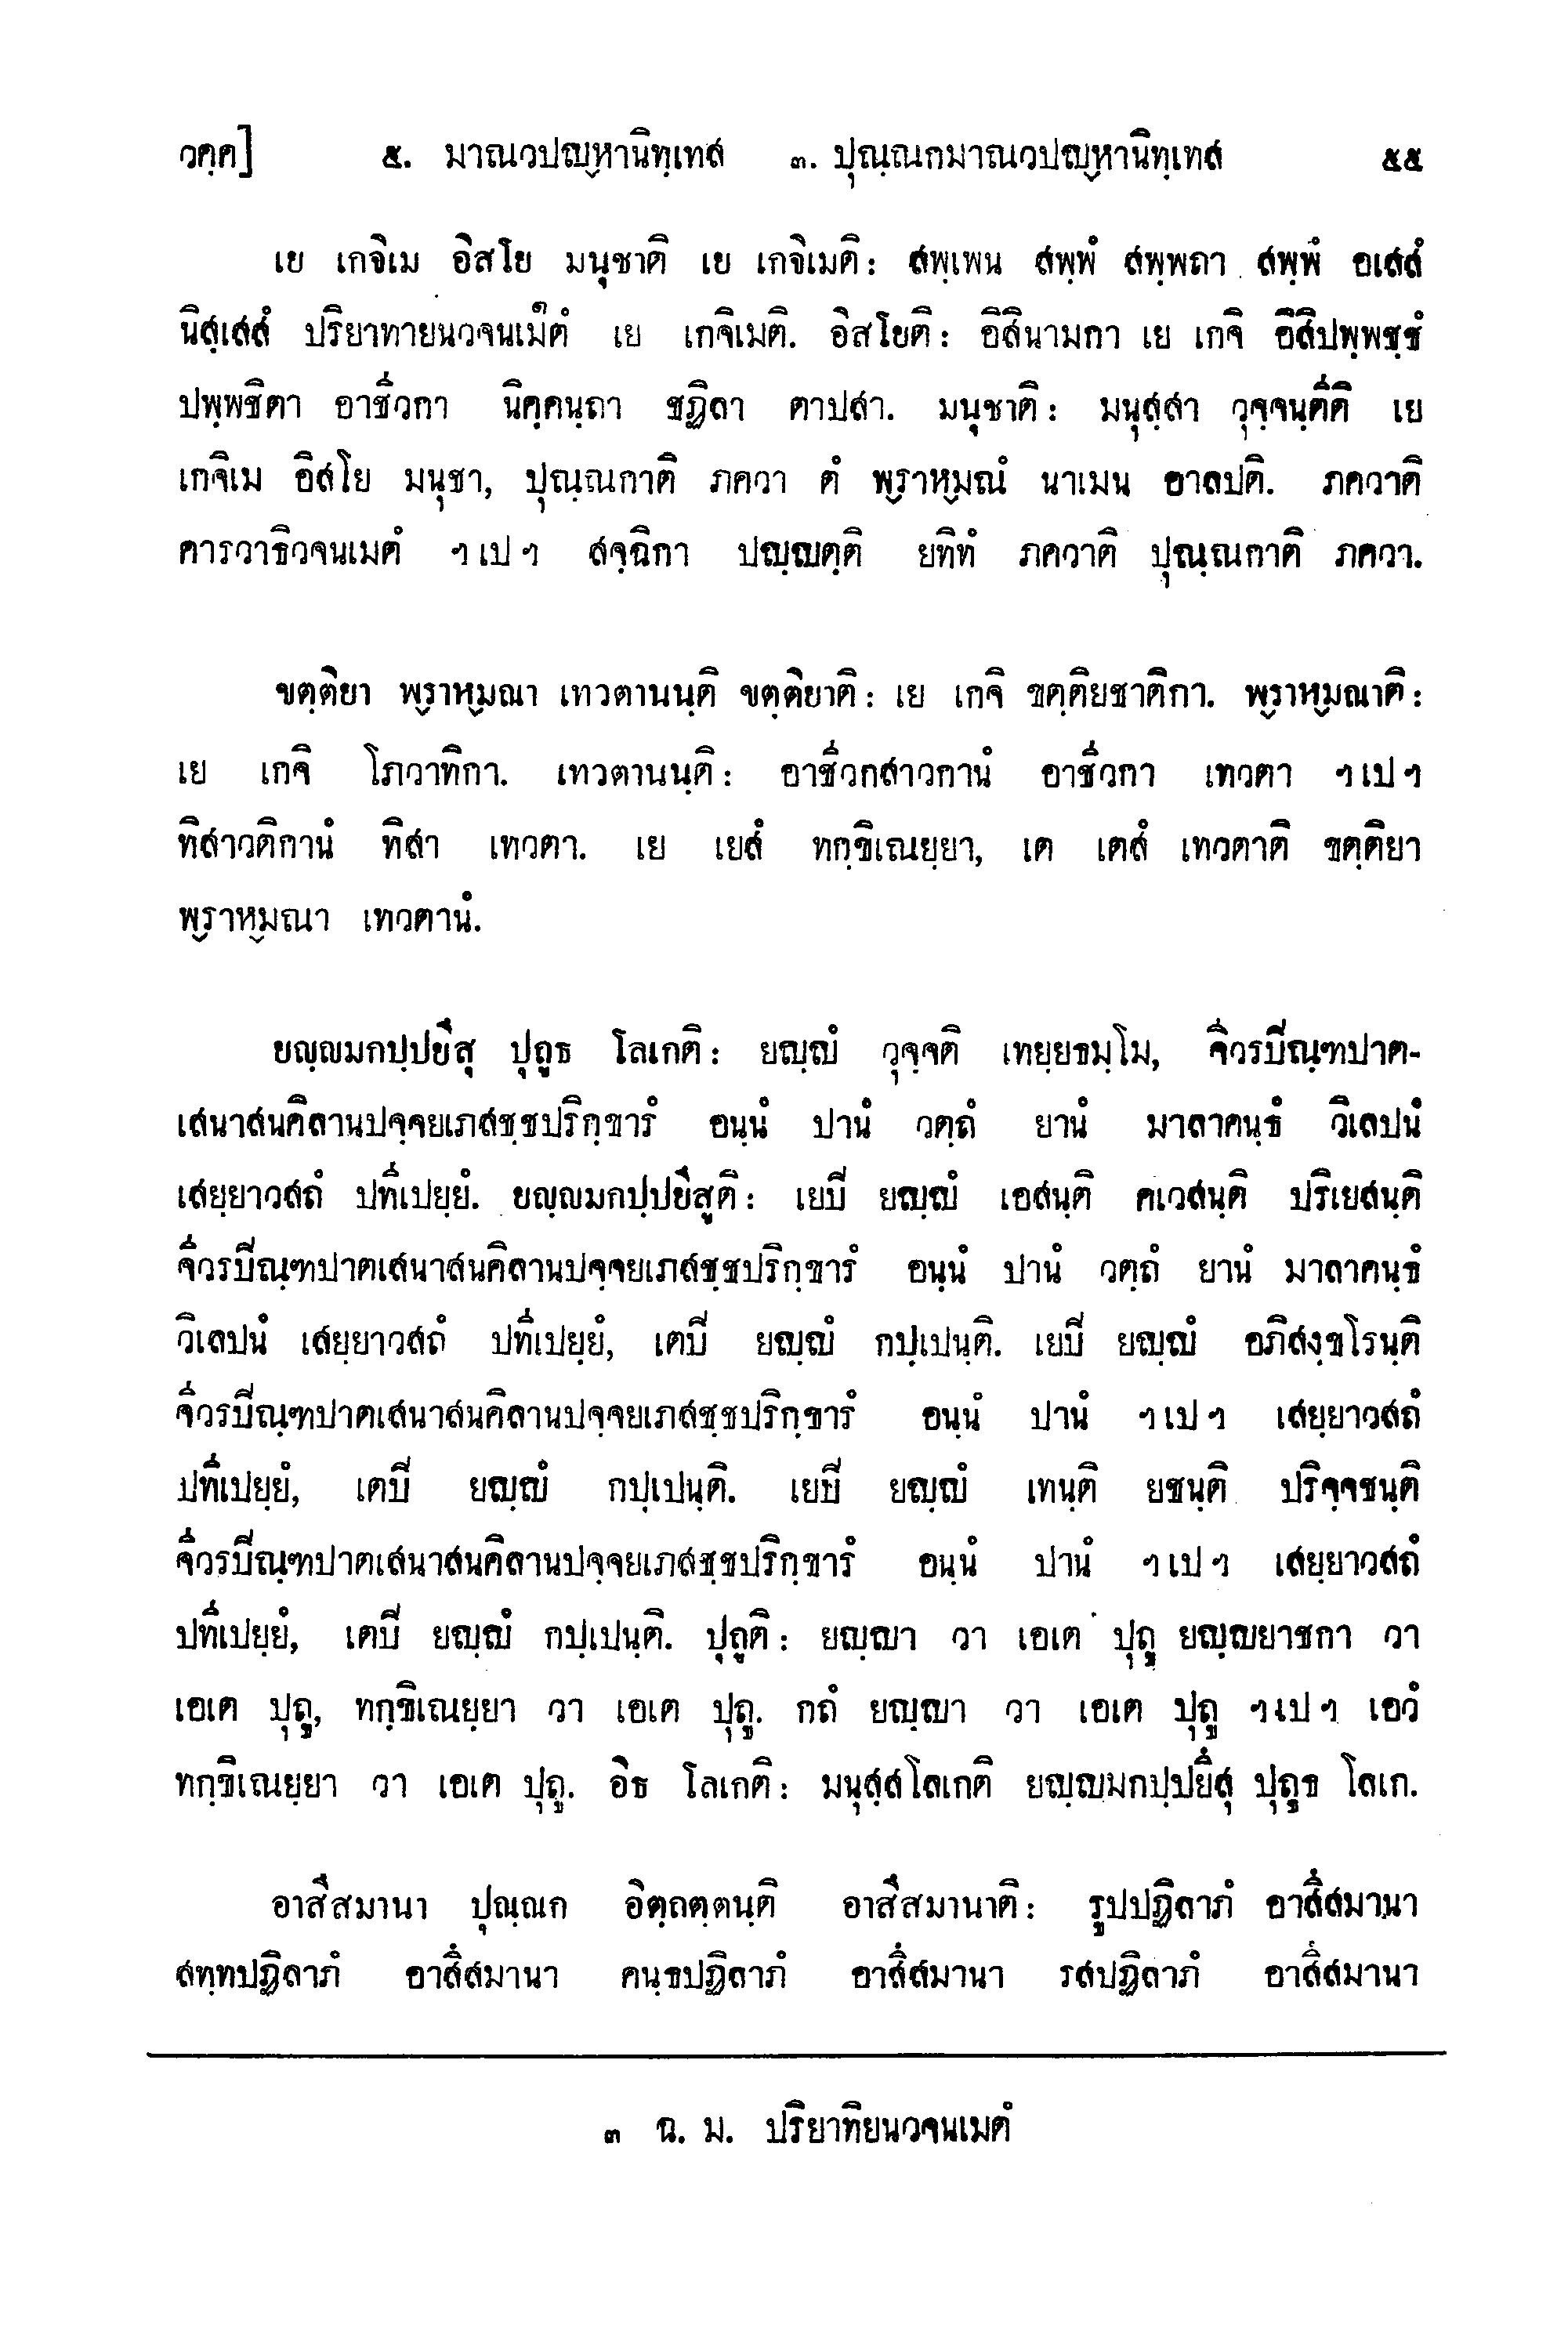 วคฺค]	๕. มาณวปญฺหานิทฺเทส ๓. ปุณฺณกมาณวปญฺหานิทฺเทส	๕๕
เย เกจิเม อิสโย มนุชาติ เย เกจิเมติ: สพฺเพน สพฺพํ สพฺพถา สพฺพํ อเสสํ
นิสฺเสสํ ปริยาทายนวจนเม๓ตํ เย เกจิเมติ. อิสโยติ: อิสินามกา เย เกจิ อิสิปพฺพชฺชํ
ปพฺพชิตา อาชีวกา นิคฺคนฺถา ชฏิลา ตาปสา. มนุชาติ: มนุสฺสา วุจฺจนฺตีติ เย
เกจิเม อิสโย มนุชา, ปุณฺณกาติ ภควา ตํ พฺราหฺมณํ นาเมน อาลปติ. ภควาติ
คารวาธิวจนเมตํ ฯเปฯ สจฺฉิกา ปญฺญตฺติ ยทิทํ ภควาติ ปุณฺณกาติ ภควา.
ขตฺติยา พฺราหฺมณา เทวตานนฺติ ขตฺติยาติ: เย เกจิ ขตฺติยชาติกา. พฺราหฺมณาติ:
เย เกจิ โภวาทิกา. เทวตานนฺติ: อาชีวกสาวกานํ อาชีวกา เทวตา ฯเปฯ
ทิสาวติกานํ ทิสา เทวตา. เย เยสํ ทกฺขิเณยฺยา, เต เตสํ เทวตาติ ขตฺติยา
พฺราหฺมณา เทวตานํ.
ยญฺญมกปฺปยึสุ ปุถูธ โลเกติ: ยญฺญํ วุจฺจติ เทยฺยธมฺโม, จีวรปิณฺฑปาต-
เสนาสนคิลานปจฺจยเภสชฺชปริกฺขารํ อนฺนํ ปานํ วตฺถํ ยานํ มาลาคนฺธํ วิเลปนํ
เสยฺยาวสถํ ปทีเปยฺยํ. ยญฺญมกปฺปยึสูติ: เยปิ ยญฺญํ เอสนฺติ คเวสนฺติ ปริเยสนฺติ
จีวรปิณฺฑปาตเสนาสนคิลานปจฺจยเภสชฺชปริกฺขารํ อนฺนํ ปานํ วตฺถํ ยานํ มาลาคนฺธํ
วิเลปนํ เสยฺยาวสถํ ปทีเปยฺยํ, เตปิ ยญฺญํ กปฺเปนฺติ. เยปิ ยญฺญํ อภิสงฺขโรนฺติ
จีวรปิณฺฑปาตเสนาสนคิลานปจฺจยเภสชฺชปริกฺขารํ อนฺนํ ปานํ ฯเปฯ เสยฺยาวสถํ
ปทีเปยฺยํ, เตปิ ยญฺญํ กปฺเปนฺติ. เยปิ ยญฺญํ เทนฺติ ยชนฺติ ปริจฺจชนฺติ
จีวรปิณฺฑปาตเสนาสนคิลานปจฺจยเภสชฺชปริกฺขารํ อนฺนํ ปานํ ฯเปฯ เสยฺยาวสถํ
ปทีเปยฺยํ, เตปิ ยญฺญํ กปฺเปนฺติ. ปุถูติ: ยญฺญา วา เอเต ปุถู ยญฺญยาชกา วา
เอเต ปุถู, ทกฺขิเณยฺยา วา เอเต ปุถู. กถํ ยญฺญา วา เอเต ปุถู ฯเปฯ เอวํ
ทกฺขิเณยฺยา วา เอเต ปุถู. อิธ โลเกติ: มนุสฺสโลเกติ ยญฺญมกปฺปยึสุ ปุถูธ โลเก.
อาสึสมานา ปุณฺณก อิตฺถตฺตนฺติ อาสึสมานาติ: รูปปฏิลาภํ อาสึสมานา
สทฺทปฏิลาภํ อาสึสมานา คนฺธปฏิลาภํ อาสึสมานา รสปฏิลาภํ อาสึสมานา
๓ ฉ. ม. ปริยาทิยนวจนเมตํ